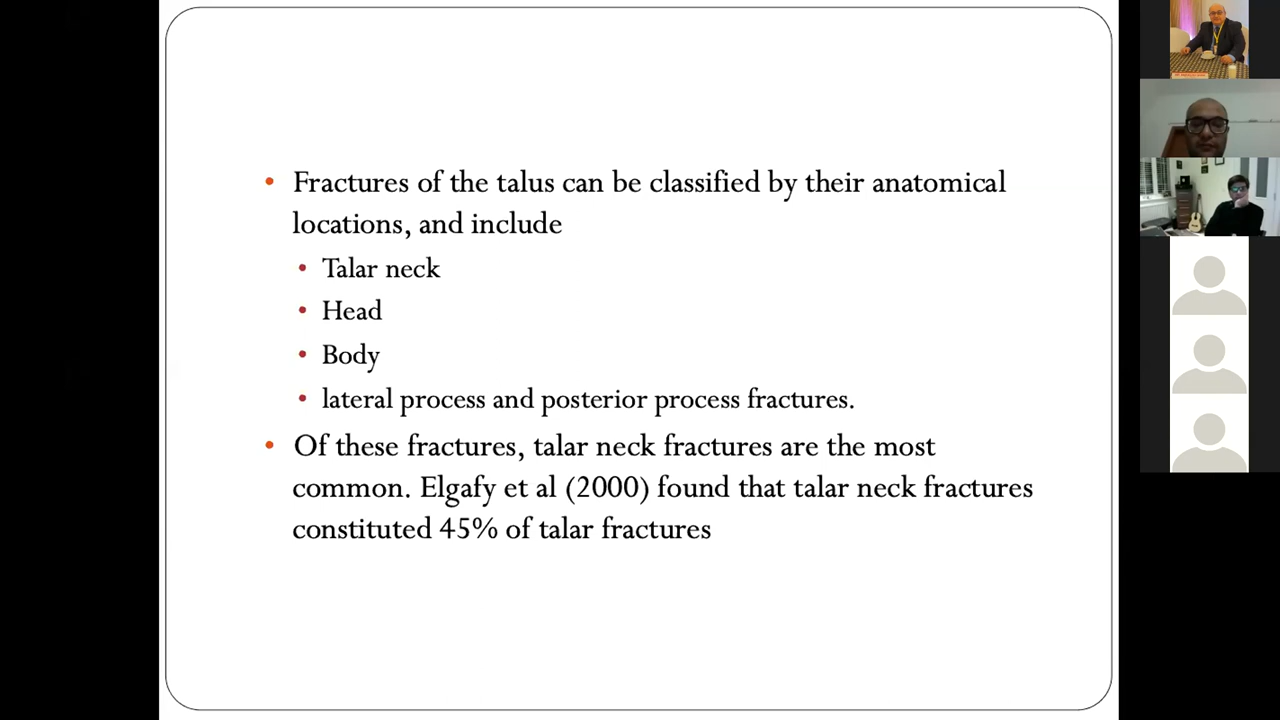 • Fractures of the talus can be classified by their anatomical
locations, and include
• Talar neck
• Head
• Body
• lateral process and posterior process fractures.
• Of these fractures, talar neck fractures are the most
common. Elgafy et al (2000) found that talar neck fractures
constituted 45% of talar fractures